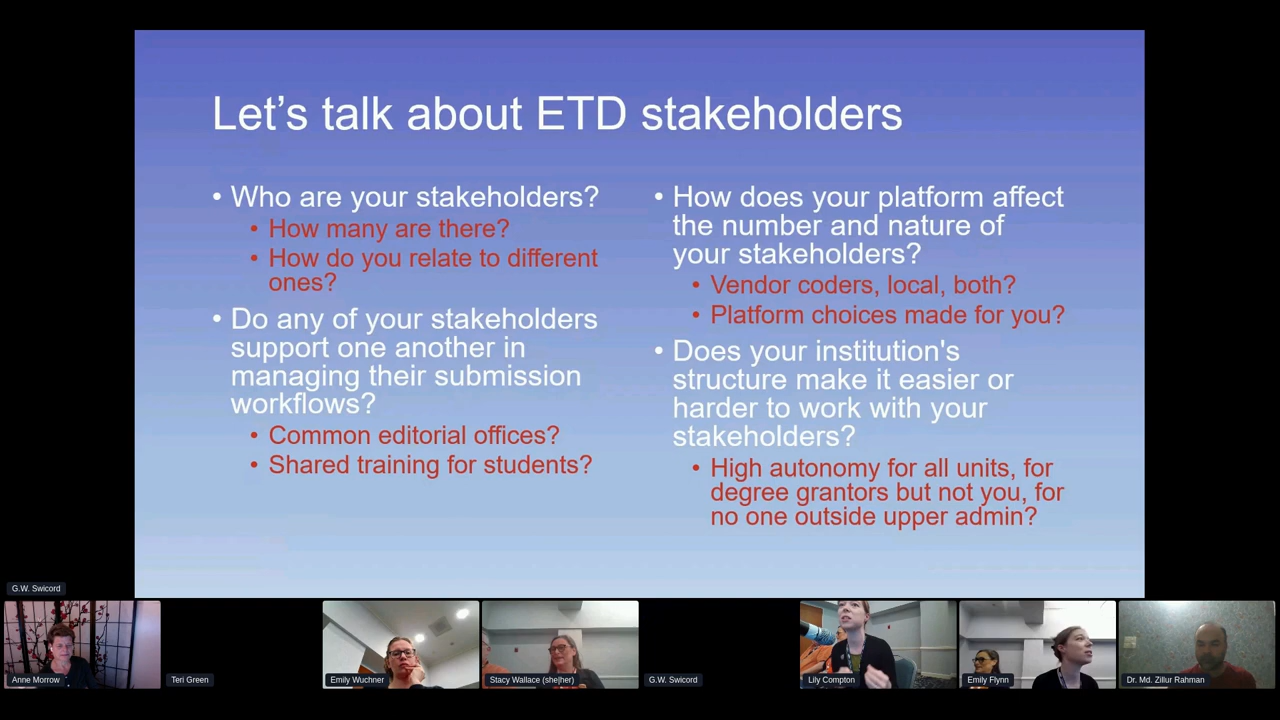 Let’s talk about ETD stakeholders
• Who are your stakeholders?
• How many are there?
• How do you relate to different
ones?
• Do any of your stakeholders
support one another in
managing their submission
workflows?
• Common editorial offices?
• Shared training for students?
• How does your platform affect
the number and nature of
your stakeholders?
• Vendor coders, local, both?
• Platform choices made for you?
• Does your institution's
structure make it easier or
harder to work with your
stakeholders?
• High autonomy for all units, for
degree grantors but not you, for
no one outside upper admin?
G.W. Swicord
Anne Morrow
Teri Green
Emily Wuchner
Stacy Wallace (she|her)
G.W. Swicord
Lily Compton
Emily Flynn
Dr. Md. Zillur Rahman